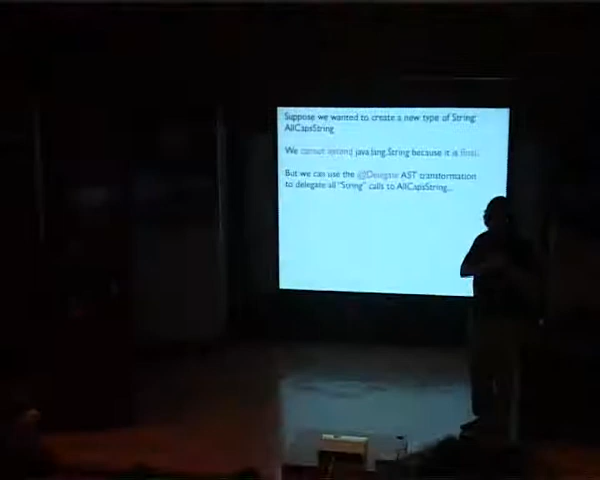 Suppose we wanted to create a new type of String:
AllCapsString
We cannot extend java.lang.String because it is final.
But we can use the @Delegate AST transformation
to delegate all "String" calls to AllCapsString...